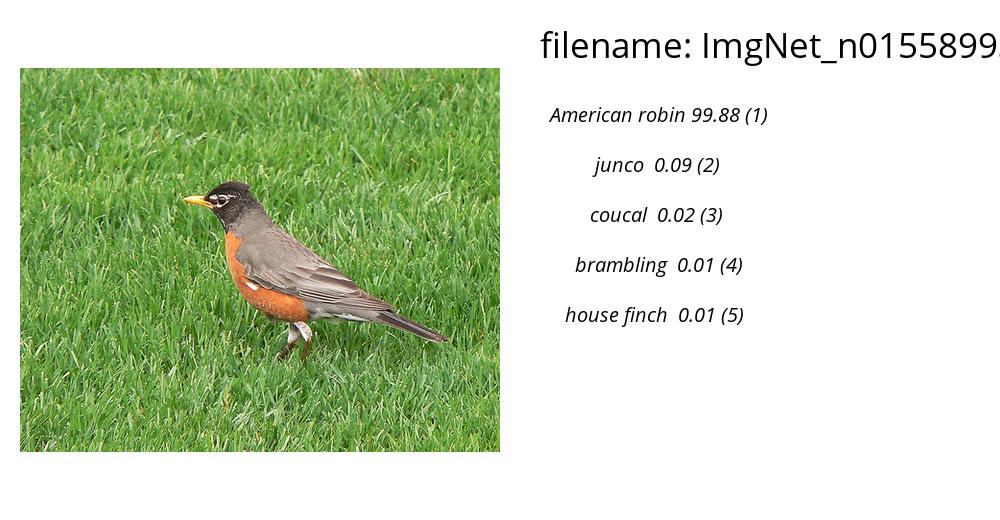 filename: ImgNet_n0155899
American robin 99.88 (1)
junco 0.09 (2)
coucal 0.02 (3)
brambling 0.01 (4)
house finch 0.01 (5)